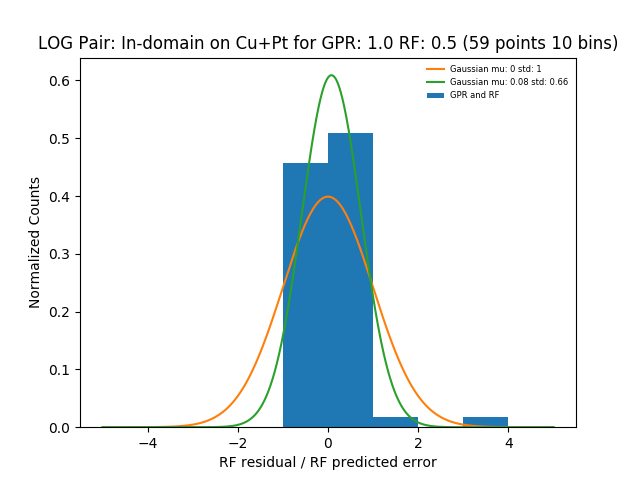 LOG Pair: In-domain on Cu+Pt for GPR: 1.0 RF: 0.5 (59 points 10 bins)
Gaussian mu: 0 std: 1
Gaussian mu: 0.08 std: 0.66
GPR and RF
Normalized Counts
0.6
0.5
0.4
0.3
0.2
0.1
0.0
−4 −2 0 2 4
RF residual / RF predicted error